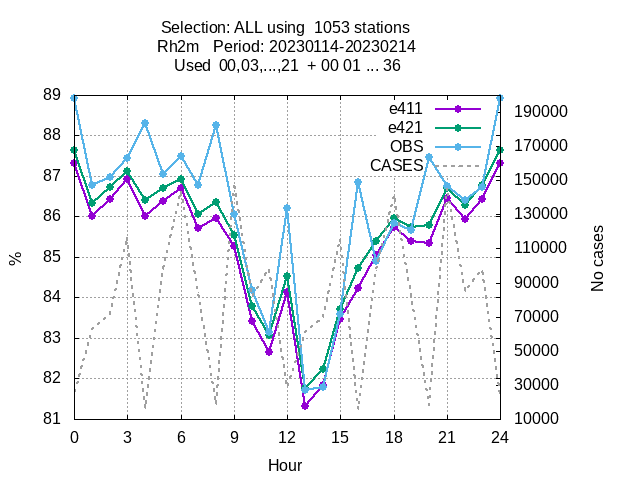 Selection: ALL using  1053 stations
Rh2m   Period: 20230114-20230214
Used  00,03,...,21  + 00 01 ... 36
89
88
87
86
85
84
83
82
81
%
190000
170000
150000
130000
110000
90000
70000
50000
30000
10000
No cases
e411
e421
OBS
CASES
0 3 6 9 12 15 18 21 24
Hour